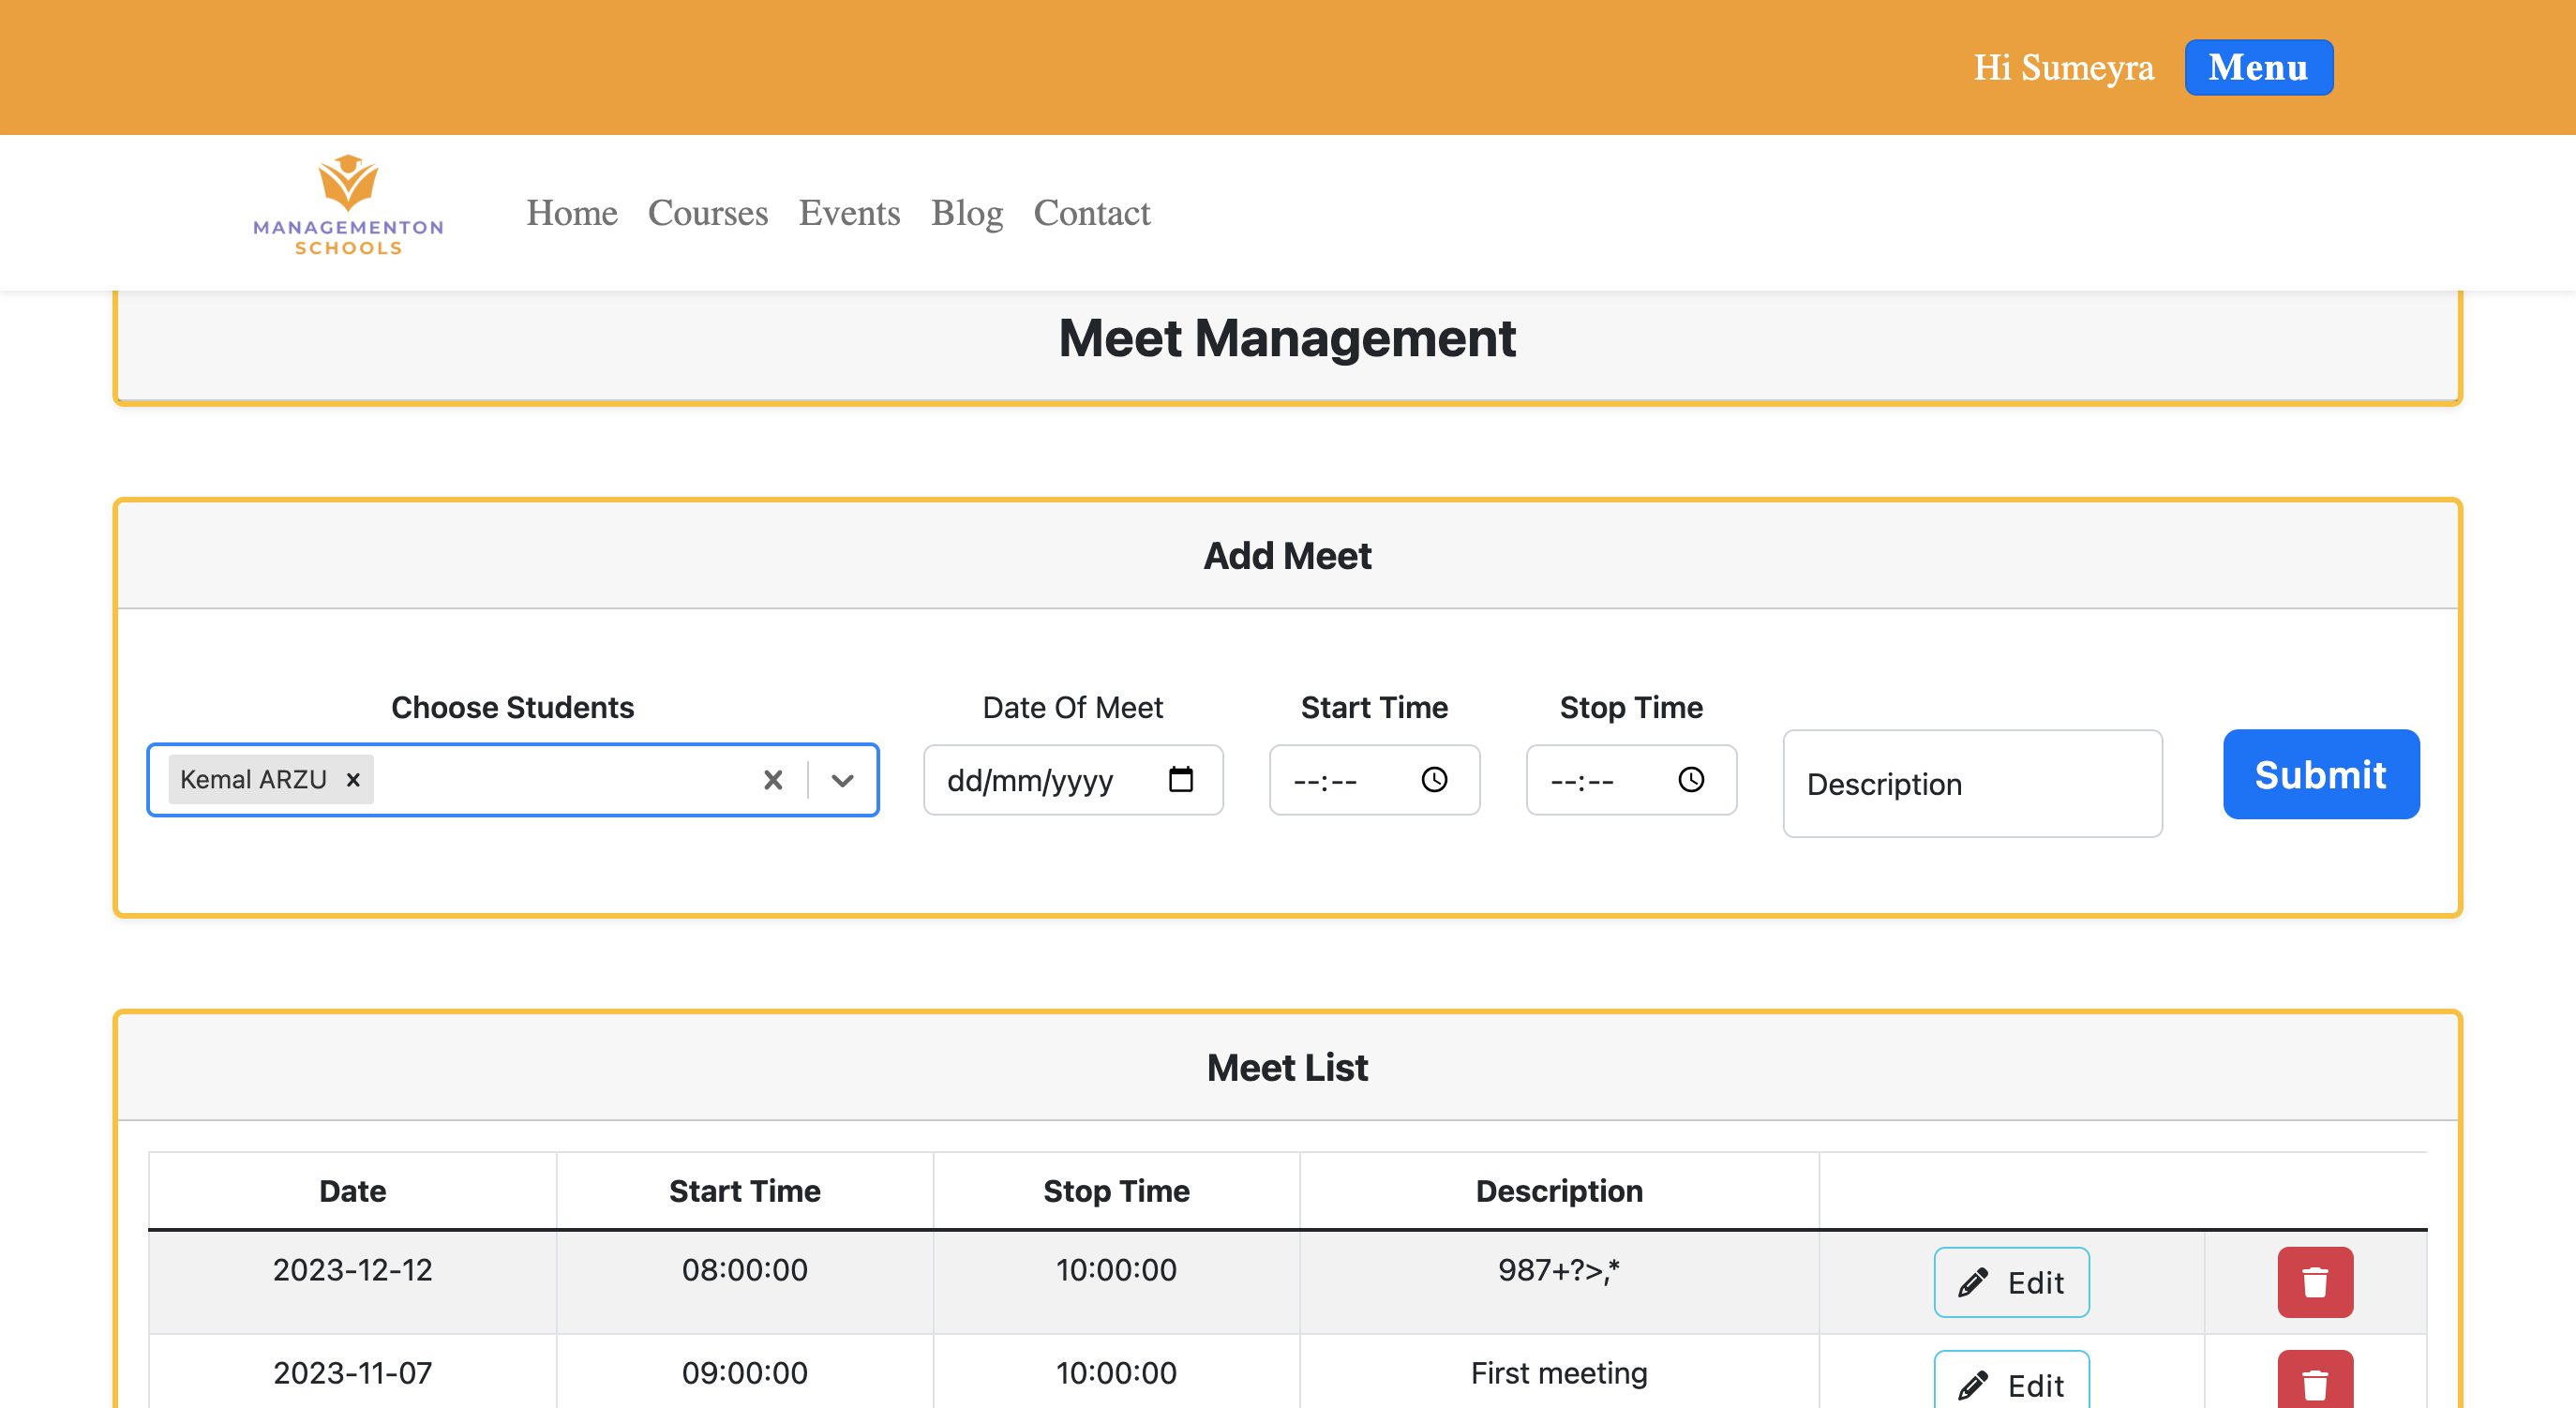 Hi Sumeyra Menu
MANAGEMENTON
SCHOOLS
Home Courses Events Blog Contact
Meet Management
Add Meet
Choose Students Date Of Meet Start Time Stop Time
Kemal ARZU dd/mm/yyyy --:-- --:-- Description Submit
Meet List
Date Start Time Stop Time Description
2023-12-12 08:00:00 10:00:00 987+?>,* Edit
2023-11-07 09:00:00 10:00:00 First meeting Edit